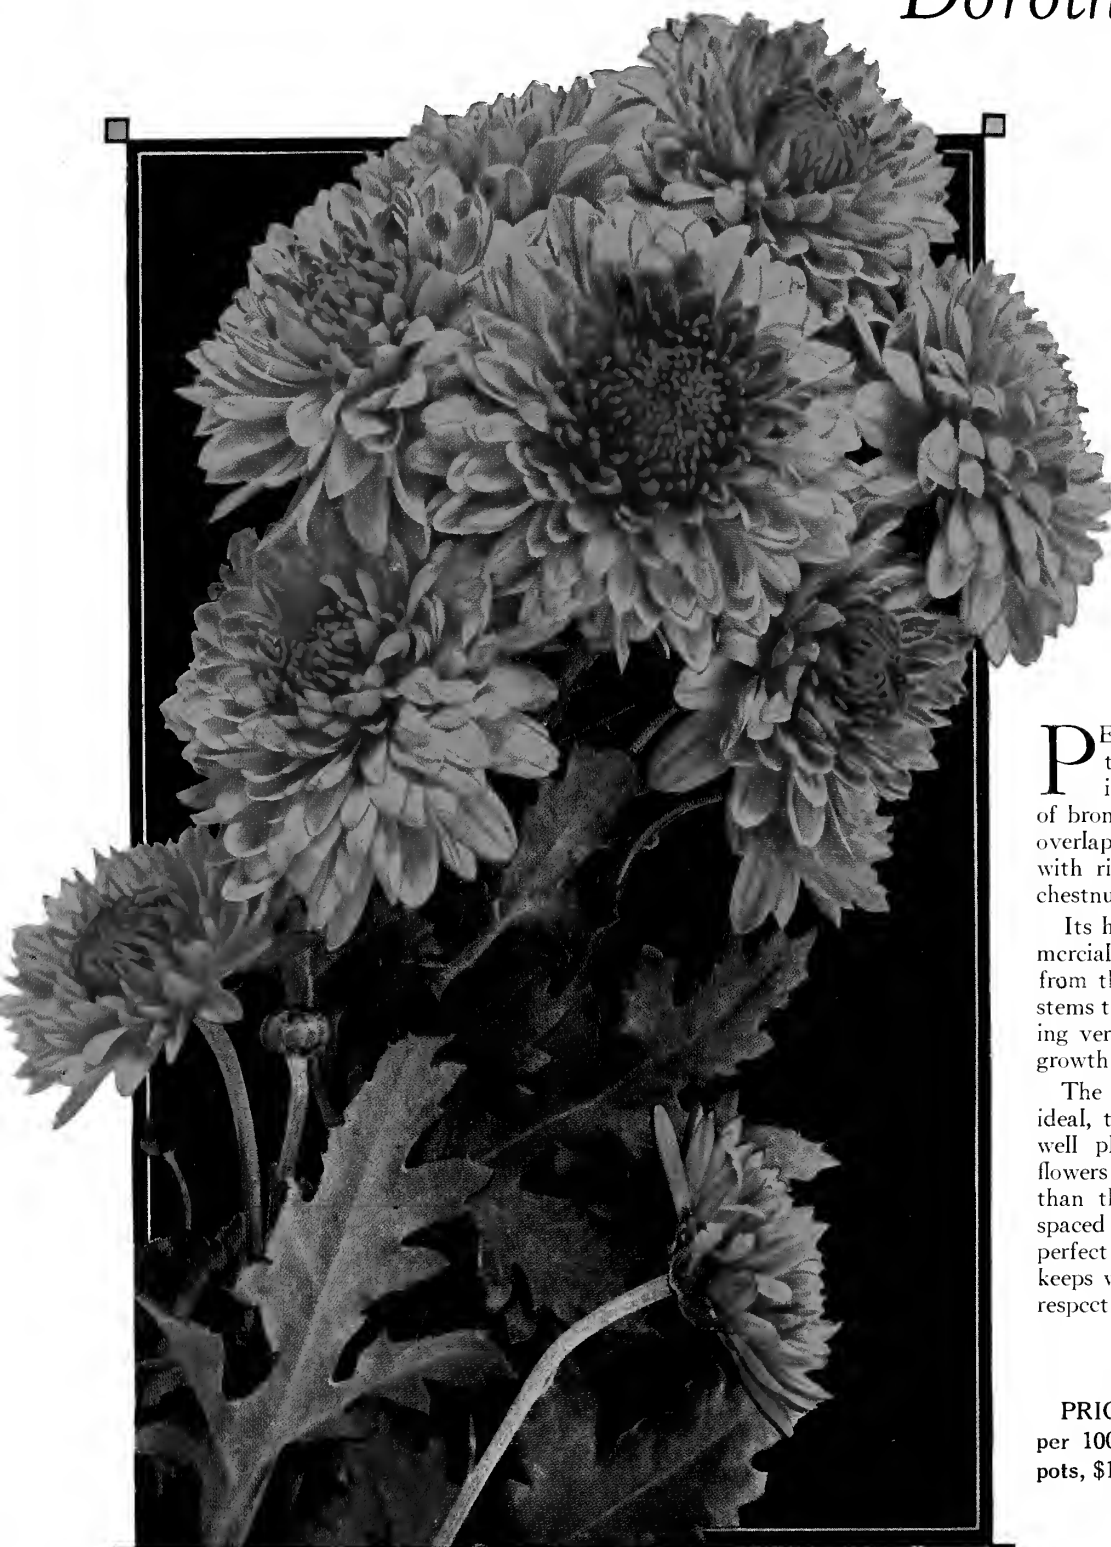 Doroth
PE
t
i
of bron
overlap
with ri
chestnu
Its h
mercial
from th
stems t
ing ver
growth
The
ideal, t
well pl
flowers
than th
spaced
perfect
keeps w
respect
PRIC
per 100
pots, $1